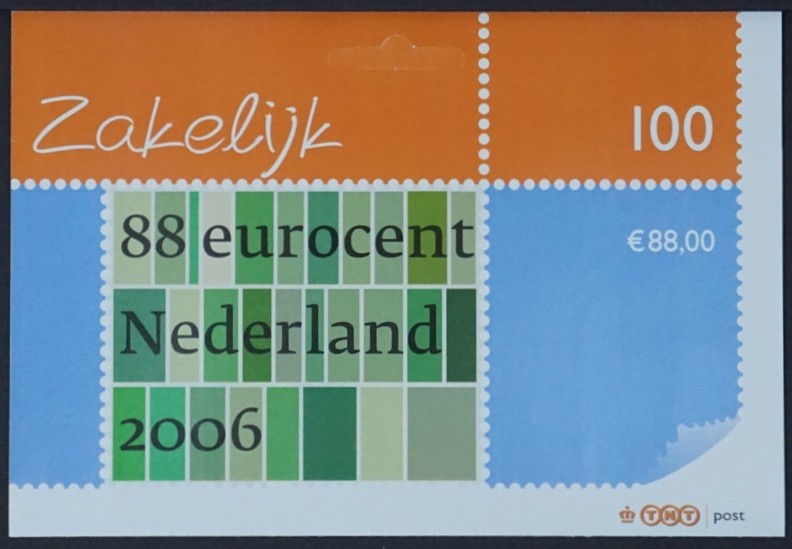 Zakelijk
100
88 eurocent
Nederland
2006
€88,00
TNT post